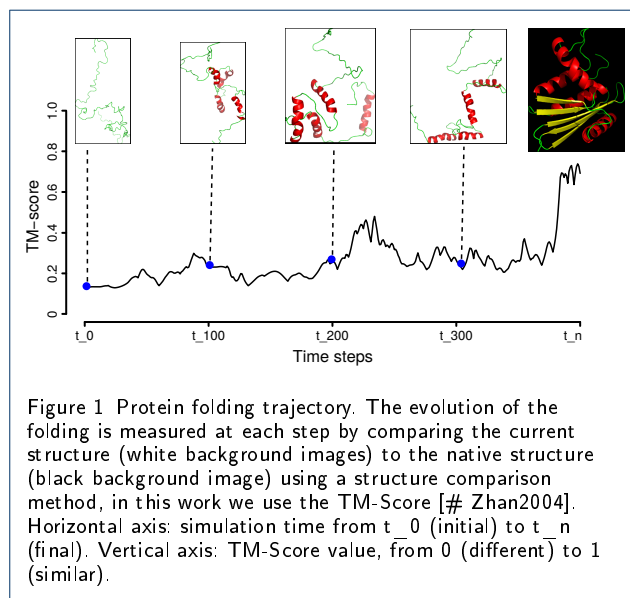 1.0
0.8
0.6
0.4
0.2
0
TM−score
t_0
t_100
t_200
t_300
t_n
Time steps
Figure 1 Protein folding trajectory. The evolution of the
folding is measured at each step by comparing the current
structure (white background images) to the native structure
(black background image) using a structure comparison
method, in this work we use the TM-Score [# Zhan2004].
Horizontal axis: simulation time from t_0 (initial) to t_n
(final). Vertical axis: TM-Score value, from 0 (different) to 1
(similar).